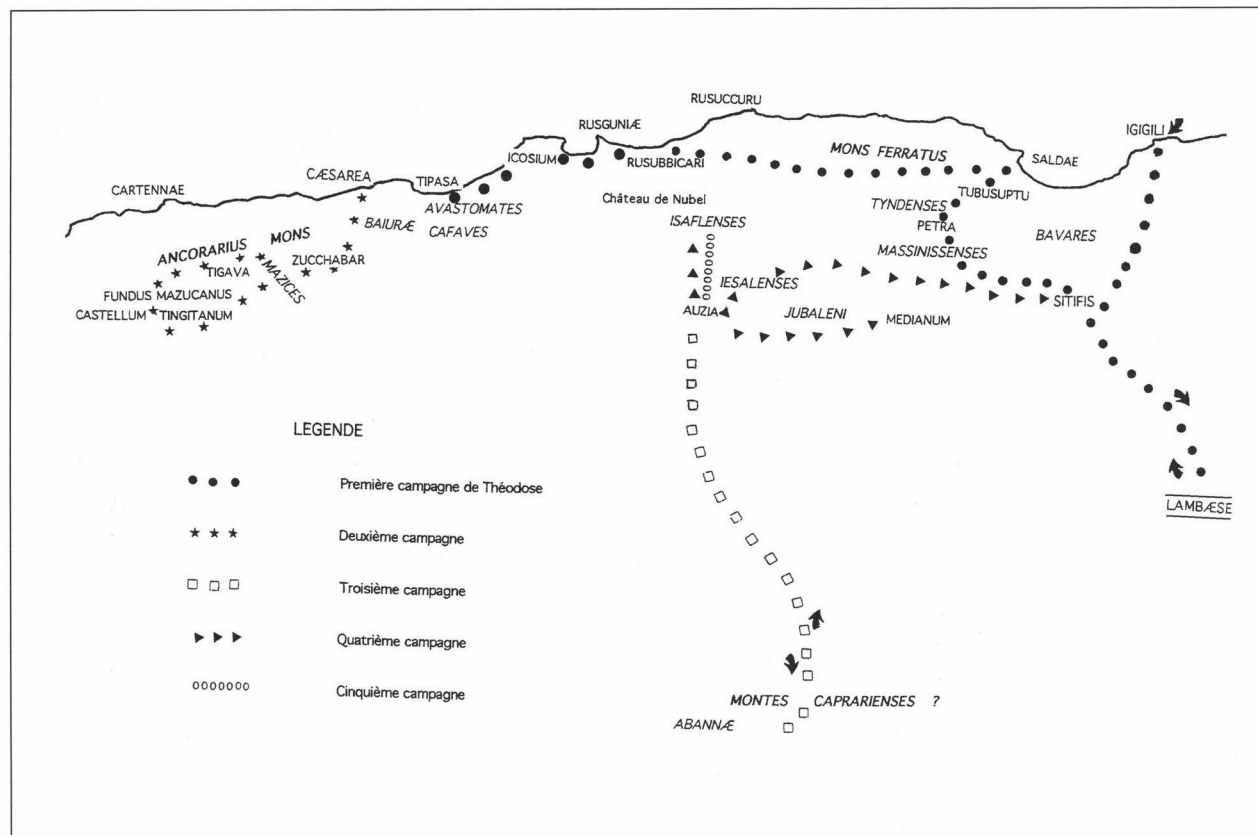 RUSUCCURU
RUSGUNIÆ
IGIGILI
ICOSIUM
RUSUBBICARI
MONS FERRATUS
SALDAE
CÆSAREA
TIPASA
CARTENNAE
TUBUSUPTU
Château de Nubel
AVASTOMATES
CAFAVES
TYNDENSES
BAIURÆ
ISAFLENSES
PETRA
BAVARES
ANCORARIUS MONS
MASSINISSENSES
ZUCCHABAR
TIGAVA
MAZICES
IESALENSES
FUNDUS MAZUCANUS
SITIFIS
CASTELLUM TINGITANUM
AUZIA
JUBALENI
MEDIANUM
LEGENDE
Première campagne de Théodose
LAMBÆSE
Deuxième campagne
Troisième campagne
Quatrième campagne
Cinquième campagne
MONTES CAPRARIENSES ?
ABANNÆ